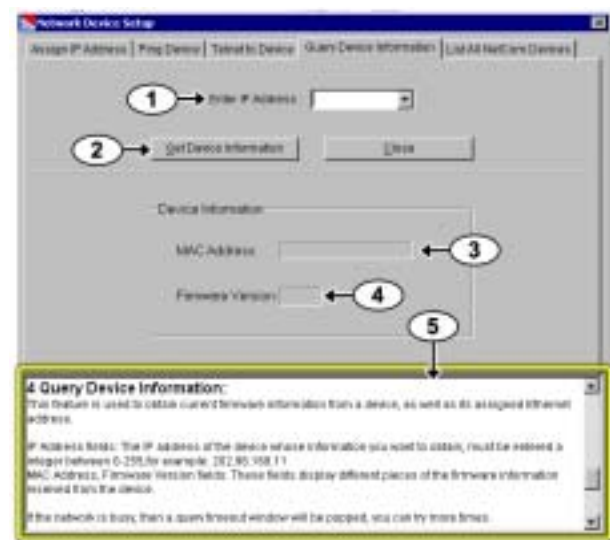 Network Device Setup
Assign IP Address | Ping Device | Telnet to Device | Query Device Information | List All NetCom Devices
1 Enter IP Address
2 Get Device Information Close
Device Information
MAC Address 3
Firmware Version 4
5
4 Query Device Information:
This feature is used to obtain current firmware information from a device, as well as its assigned Ethernet
address.
IP Address fields: The IP address of the device whose information you want to obtain, must be entered a
integer between 0-255,for example: 202.96.168.11
MAC Address, Firmware Version fields: These fields display different pieces of the firmware information
received from the device.
If the network is busy, then a query timeout window will be popped, you can try more times.